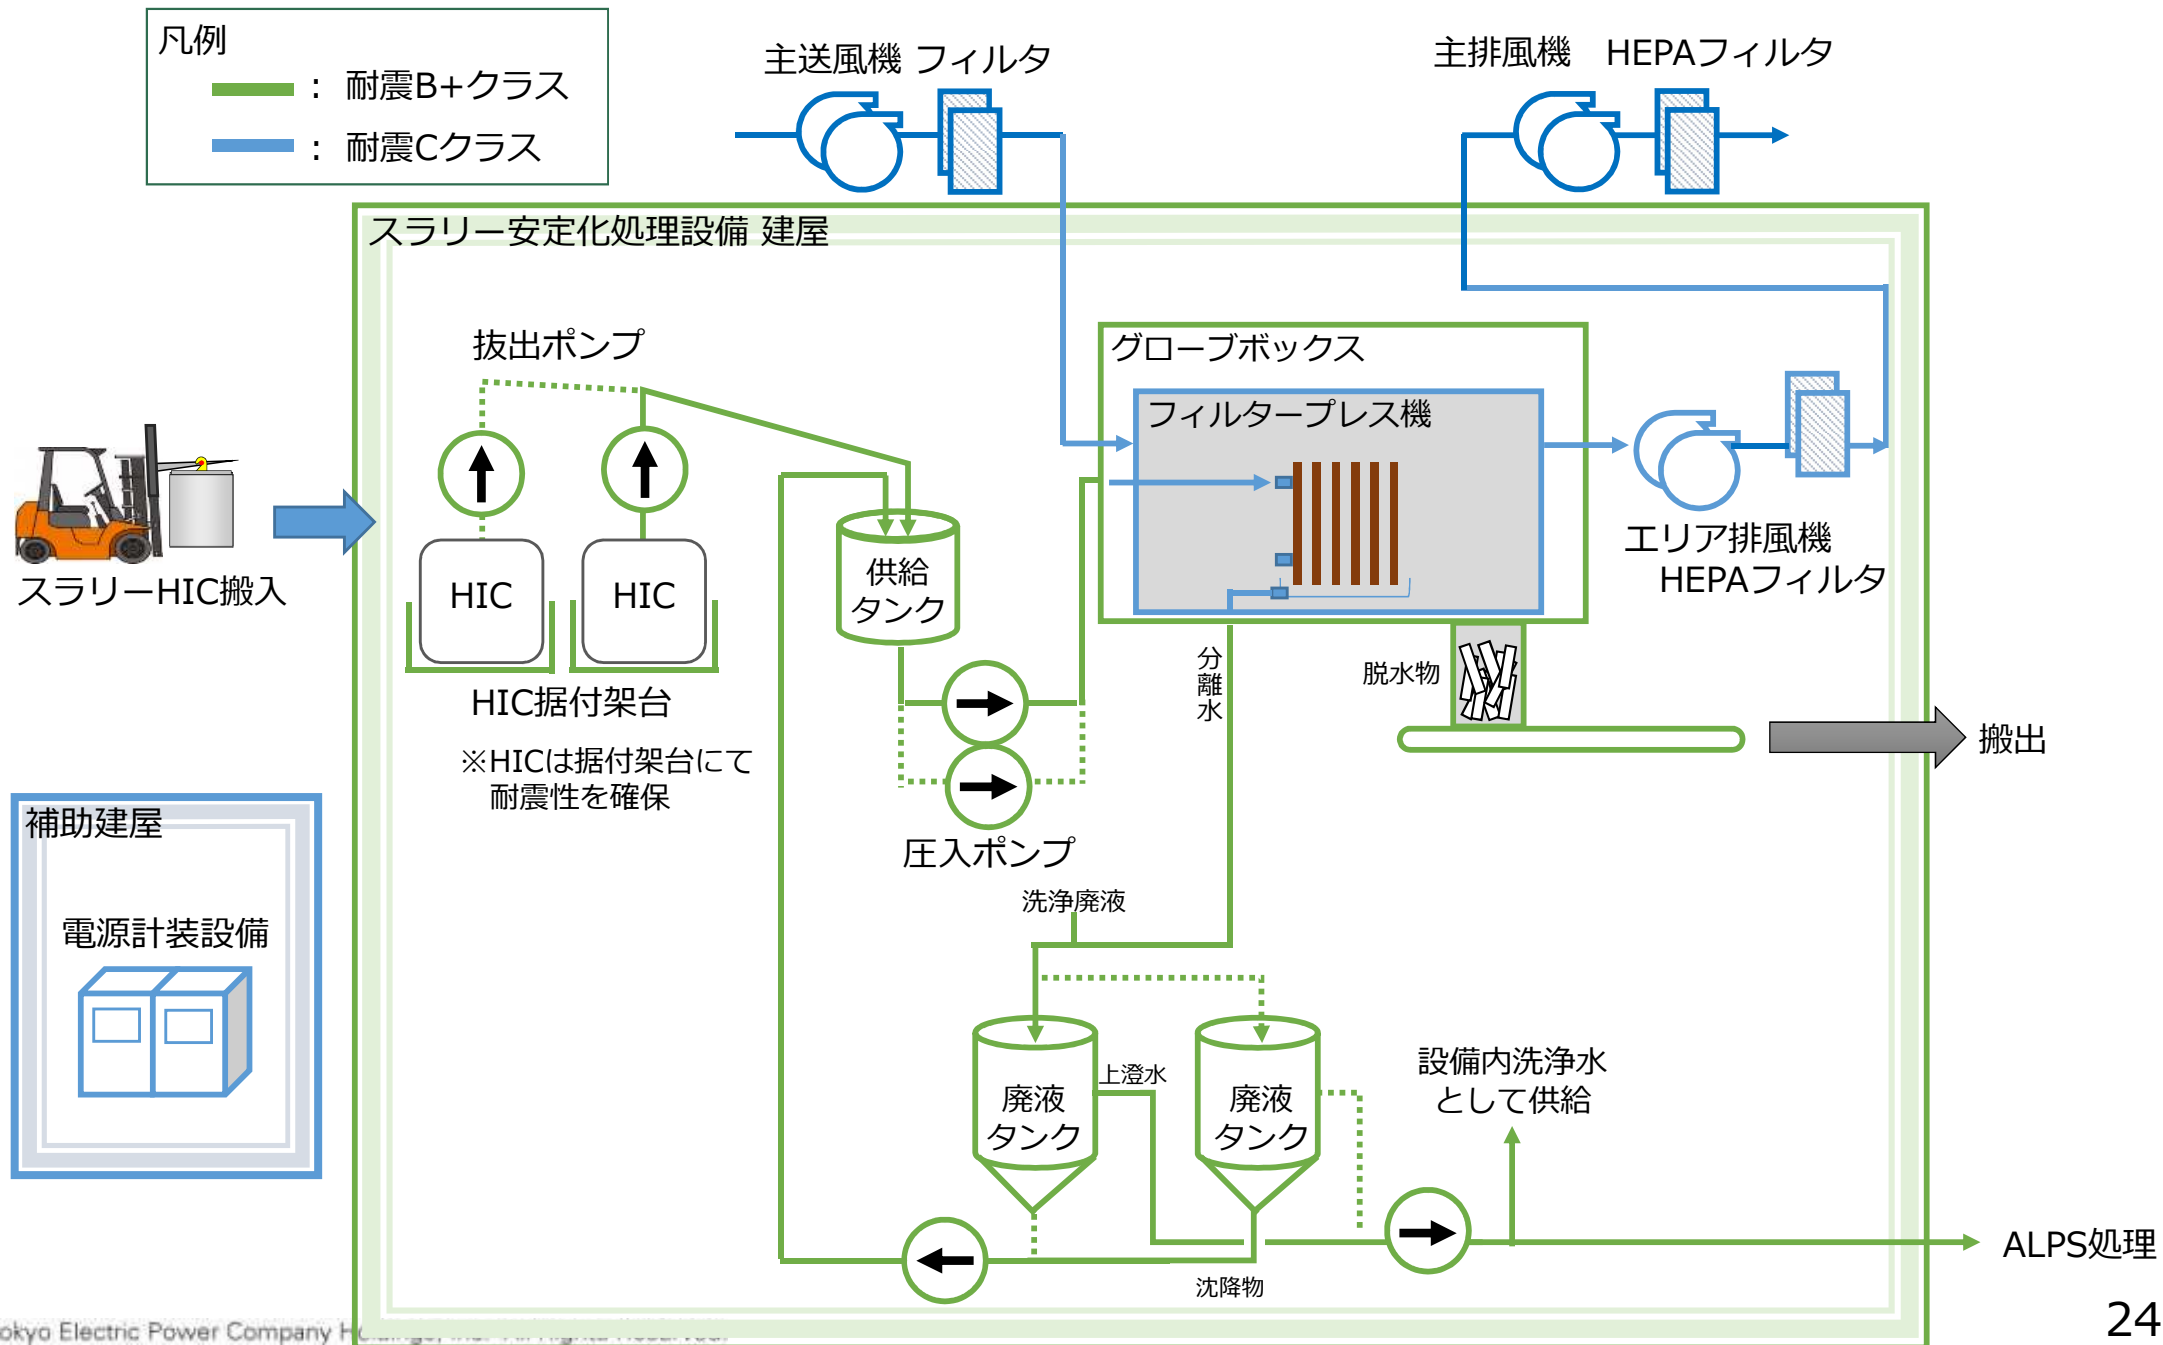 凡例
: 耐震B+クラス
: 耐震Cクラス
主送風機 フィルタ
主排風機 HEPAフィルタ
スラリー安定化処理設備 建屋
抜出ポンプ
グローブボックス
フィルタープレス機
スラリーHIC搬入
HIC
HIC
供給
タンク
エリア排風機
HEPAフィルタ
HIC据付架台
※HICは据付架台にて
耐震性を確保
分離水
脱水物
搬出
圧入ポンプ
補助建屋
電源計装設備
洗浄廃液
廃液
タンク
上澄水
廃液
タンク
設備内洗浄水
として供給
沈降物
ALPS処理
okyo Electric Power Company
24